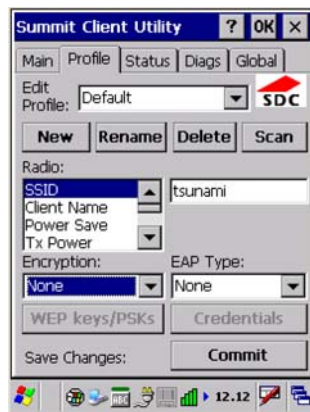 Summit Client Utility ? OK ×
Main Profile Status Diags Global
Edit Profile: Default
SDC
New Rename Delete Scan
Radio:
SSID tsunami
Client Name
Power Save
Tx Power
Encryption: EAP Type:
None None
WEP keys/PSKs Credentials
Save Changes: Commit
ABC 12.12